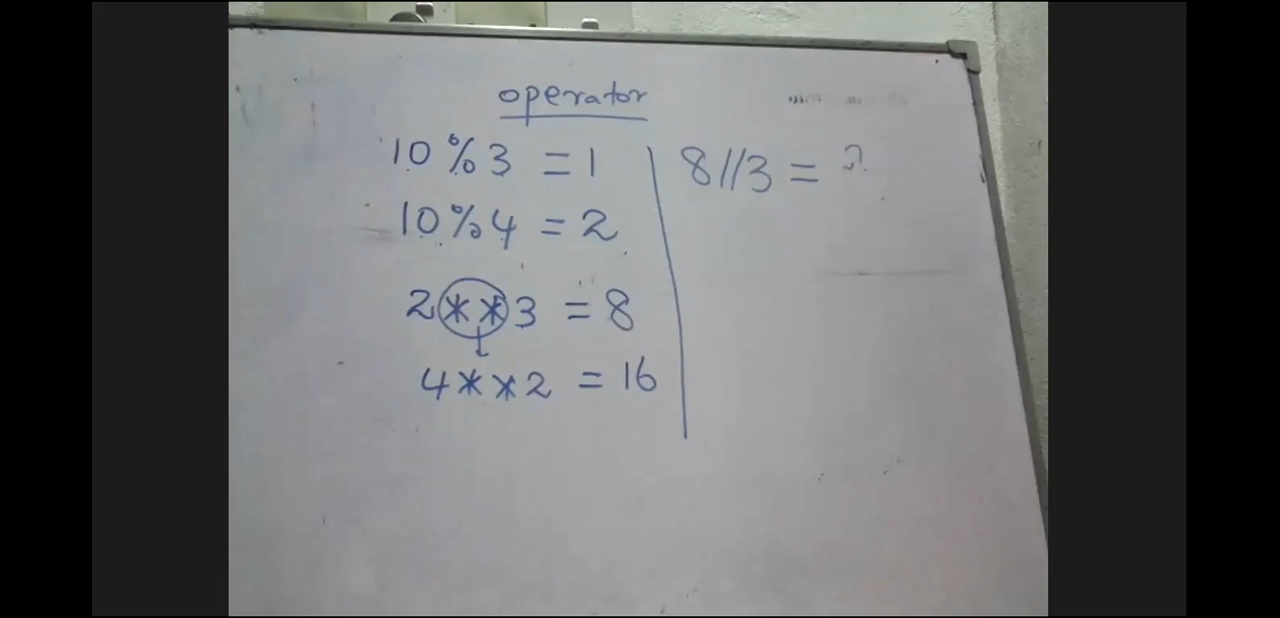 operator
10%3 = 1
10%4 = 2
2**3 = 8
4**2 = 16
8//3 =